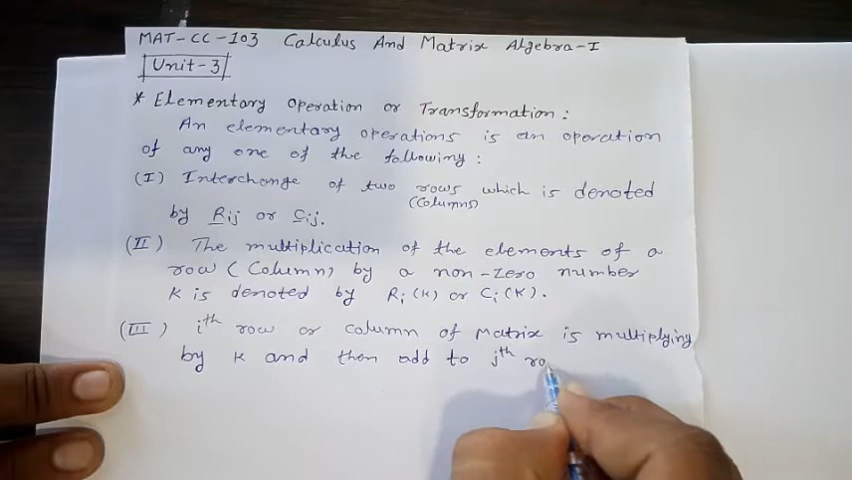 MAT-CC-103 Calculus And Matrix Algebra-I
Unit-3
* Elementary Operation or Transformation:
An elementary operations is an operation
of any one of the following:
(I) Interchange of two rows which is denoted
(Columns)
by Rij or Cij.
(II) The multiplication of the elements of a
row (Column) by a non-zero number
K is denoted by Ri(K) or Ci(K).
(III) ith row or column of Matrix is multiplying
by K and then add to jth ro